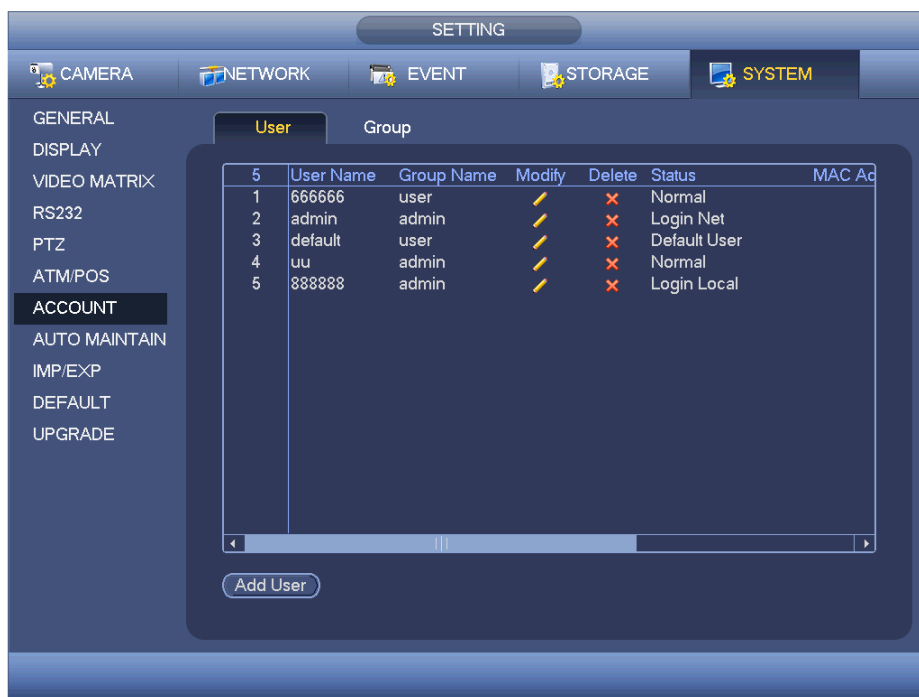 SETTING
CAMERA NETWORK EVENT STORAGE SYSTEM
GENERAL
DISPLAY
VIDEO MATRIX
RS232
PTZ
ATM/POS
ACCOUNT
AUTO MAINTAIN
IMP/EXP
DEFAULT
UPGRADE
User Group
5 User Name Group Name Modify Delete Status MAC Ad
1 666666 user Normal
2 admin admin Login Net
3 default user Default User
4 uu admin Normal
5 888888 admin Login Local
Add User